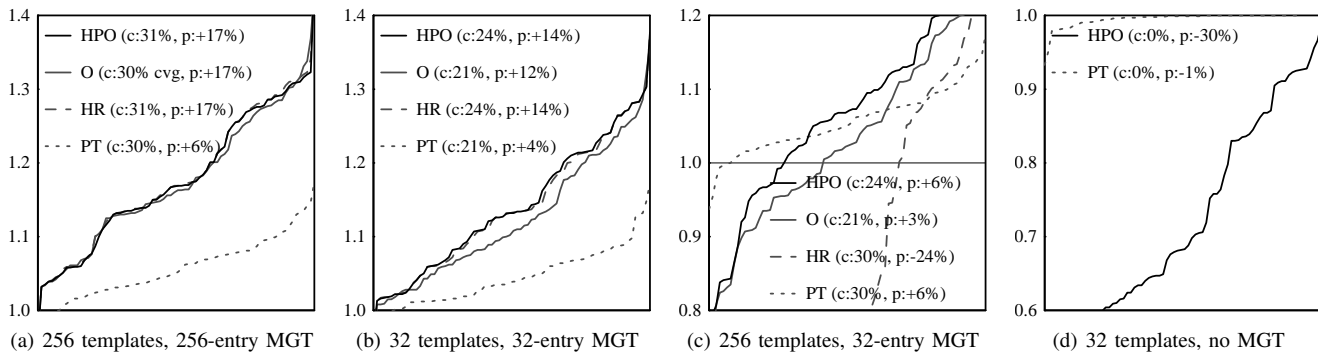 1.4
1.3
1.2
1.1
1.0
HPO (c:31%, p:+17%)
O (c:30% cvg, p:+17%)
HR (c:31%, p:+17%)
PT (c:30%, p:+6%)
(a) 256 templates, 256-entry MGT
1.4
1.3
1.2
1.1
1.0
HPO (c:24%, p:+14%)
O (c:21%, p:+12%)
HR (c:24%, p:+14%)
PT (c:21%, p:+4%)
(b) 32 templates, 32-entry MGT
1.2
1.1
1.0
0.9
0.8
HPO (c:24%, p:+6%)
O (c:21%, p:+3%)
HR (c:30%, p:-24%)
PT (c:30%, p:+6%)
(c) 256 templates, 32-entry MGT
1.0
0.9
0.8
0.7
0.6
HPO (c:0%, p:-30%)
PT (c:0%, p:-1%)
(d) 32 templates, no MGT